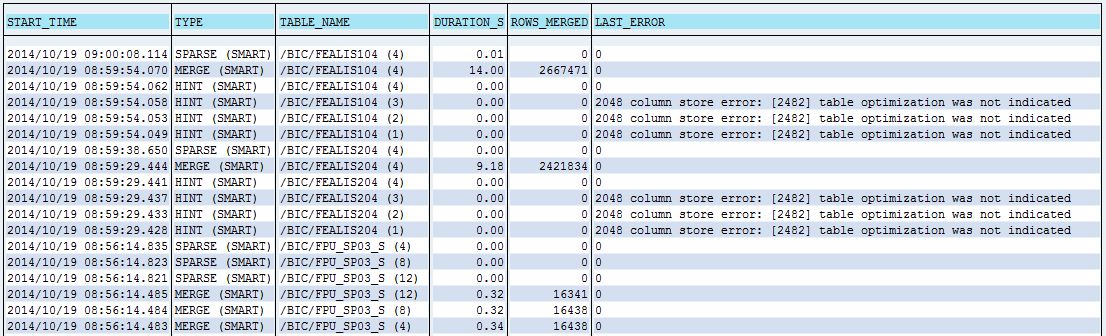 START_TIME TYPE TABLE_NAME DURATION_S ROWS_MERGED LAST_ERROR
2014/10/19 09:00:08.114 SPARSE (SMART) /BIC/FEALIS104 (4) 0.01 0 0
2014/10/19 08:59:54.070 MERGE (SMART) /BIC/FEALIS104 (4) 14.00 2667471 0
2014/10/19 08:59:54.062 HINT (SMART) /BIC/FEALIS104 (4) 0.00 0 0
2014/10/19 08:59:54.058 HINT (SMART) /BIC/FEALIS104 (3) 0.00 0 2048 column store error: [2482] table optimization was not indicated
2014/10/19 08:59:54.053 HINT (SMART) /BIC/FEALIS104 (2) 0.00 0 2048 column store error: [2482] table optimization was not indicated
2014/10/19 08:59:54.049 HINT (SMART) /BIC/FEALIS104 (1) 0.00 0 2048 column store error: [2482] table optimization was not indicated
2014/10/19 08:59:38.650 SPARSE (SMART) /BIC/FEALIS204 (4) 0.00 0 0
2014/10/19 08:59:29.444 MERGE (SMART) /BIC/FEALIS204 (4) 9.18 2421834 0
2014/10/19 08:59:29.441 HINT (SMART) /BIC/FEALIS204 (4) 0.00 0 0
2014/10/19 08:59:29.437 HINT (SMART) /BIC/FEALIS204 (3) 0.00 0 2048 column store error: [2482] table optimization was not indicated
2014/10/19 08:59:29.433 HINT (SMART) /BIC/FEALIS204 (2) 0.00 0 2048 column store error: [2482] table optimization was not indicated
2014/10/19 08:59:29.428 HINT (SMART) /BIC/FEALIS204 (1) 0.00 0 2048 column store error: [2482] table optimization was not indicated
2014/10/19 08:56:14.835 SPARSE (SMART) /BIC/FPU_SP03_S (4) 0.00 0 0
2014/10/19 08:56:14.823 SPARSE (SMART) /BIC/FPU_SP03_S (8) 0.00 0 0
2014/10/19 08:56:14.821 SPARSE (SMART) /BIC/FPU_SP03_S (12) 0.00 0 0
2014/10/19 08:56:14.485 MERGE (SMART) /BIC/FPU_SP03_S (12) 0.32 16341 0
2014/10/19 08:56:14.484 MERGE (SMART) /BIC/FPU_SP03_S (8) 0.32 16438 0
2014/10/19 08:56:14.483 MERGE (SMART) /BIC/FPU_SP03_S (4) 0.34 16438 0